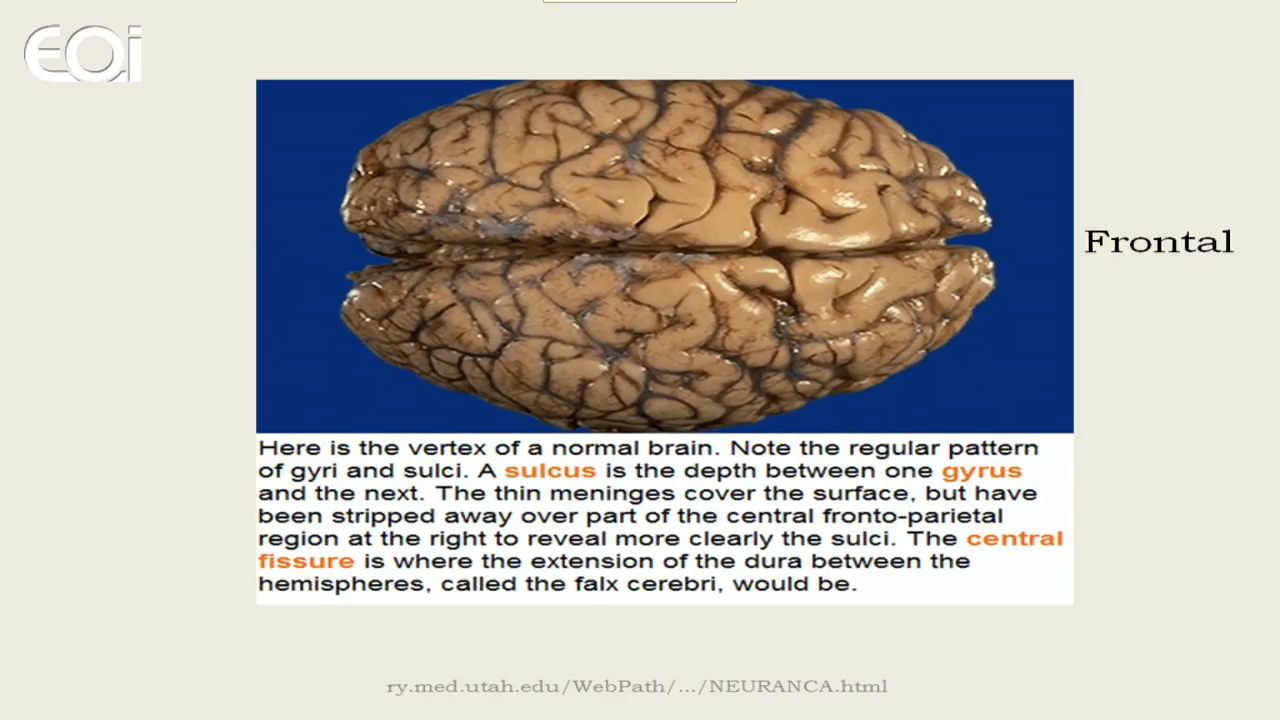 EQi
Frontal
Here is the vertex of a normal brain. Note the regular pattern
of gyri and sulci. A sulcus is the depth between one gyrus
and the next. The thin meninges cover the surface, but have
been stripped away over part of the central fronto-parietal
region at the right to reveal more clearly the sulci. The central
fissure is where the extension of the dura between the
hemispheres, called the falx cerebri, would be.
ry.med.utah.edu/WebPath/.../NEURANCA.html